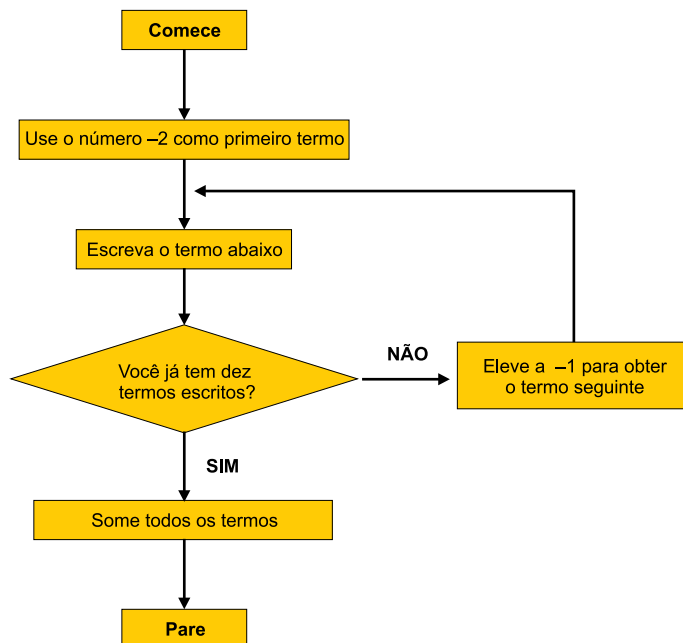 Comece
Use o número –2 como primeiro termo
Escreva o termo abaixo
Você já tem dez
termos escritos?
NÃO
Eleve a –1 para obter
o termo seguinte
SIM
Some todos os termos
Pare